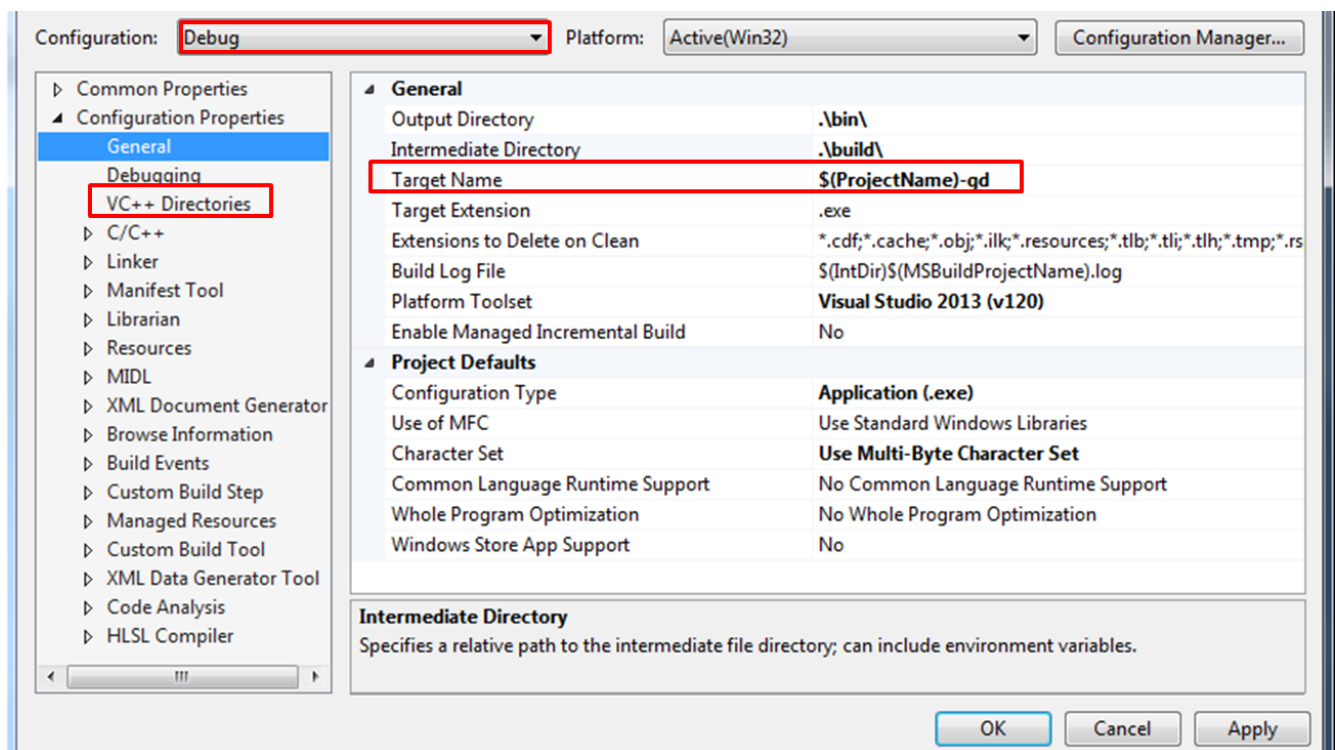 Configuration: Debug Platform: Active(Win32) Configuration Manager...
Common Properties
Configuration Properties
General
Debugging
VC++ Directories
C/C++
Linker
Manifest Tool
Librarian
Resources
MIDL
XML Document Generator
Browse Information
Build Events
Custom Build Step
Managed Resources
Custom Build Tool
XML Data Generator Tool
Code Analysis
HLSL Compiler
General
Output Directory .\bin\
Intermediate Directory .\build\
Target Name $(ProjectName)-gd
Target Extension .exe
Extensions to Delete on Clean *.cdf;*.cache;*.obj;*.ilk;*.resources;*.tlb;*.tli;*.tlh;*.tmp;*.rs
Build Log File $(IntDir)$(MSBuildProjectName).log
Platform Toolset Visual Studio 2013 (v120)
Enable Managed Incremental Build No
Project Defaults
Configuration Type Application (.exe)
Use of MFC Use Standard Windows Libraries
Character Set Use Multi-Byte Character Set
Common Language Runtime Support No Common Language Runtime Support
Whole Program Optimization No Whole Program Optimization
Windows Store App Support No
Intermediate Directory
Specifies a relative path to the intermediate file directory; can include environment variables.
OK Cancel Apply